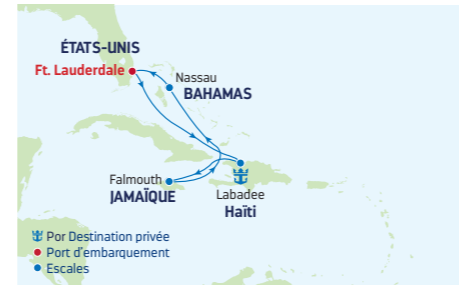 ÉTATS-UNIS
Ft. Lauderdale
Nassau
BAHAMAS
Falmouth
JAMAÏQUE
Labadee
Haïti
Por Destination privée
Port d'embarquement
Escales